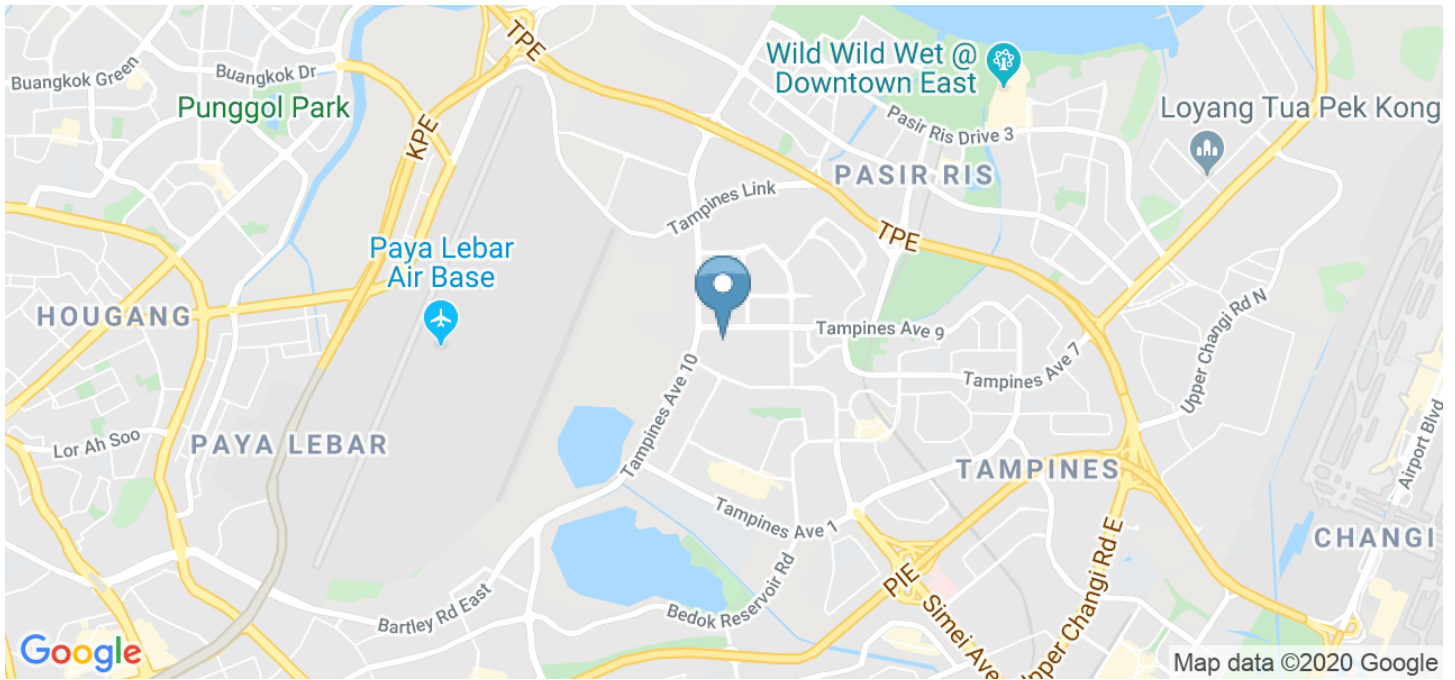 TPE
Wild Wild Wet @
Downtown East
Buangkok Green
Buangkok Dr
Punggol Park
Loyang Tua Pek Kong
KPE
Pasir Ris Drive 3
PASIR RIS
Tampines Link
TPE
Paya Lebar
Air Base
HOUGANG
Upper Changi Rd N
Tampines Ave 9
Tampines Ave 7
Tampines Ave 10
Lor Ah Soo
PAYA LEBAR
Airport Blvd
TAMPINES
Tampines Ave 1
CHANGI
PIE
Bedok Reservoir Rd
Bartley Rd East
Simei Ave
Upper Changi Rd E
Google
Map data ©2020 Google